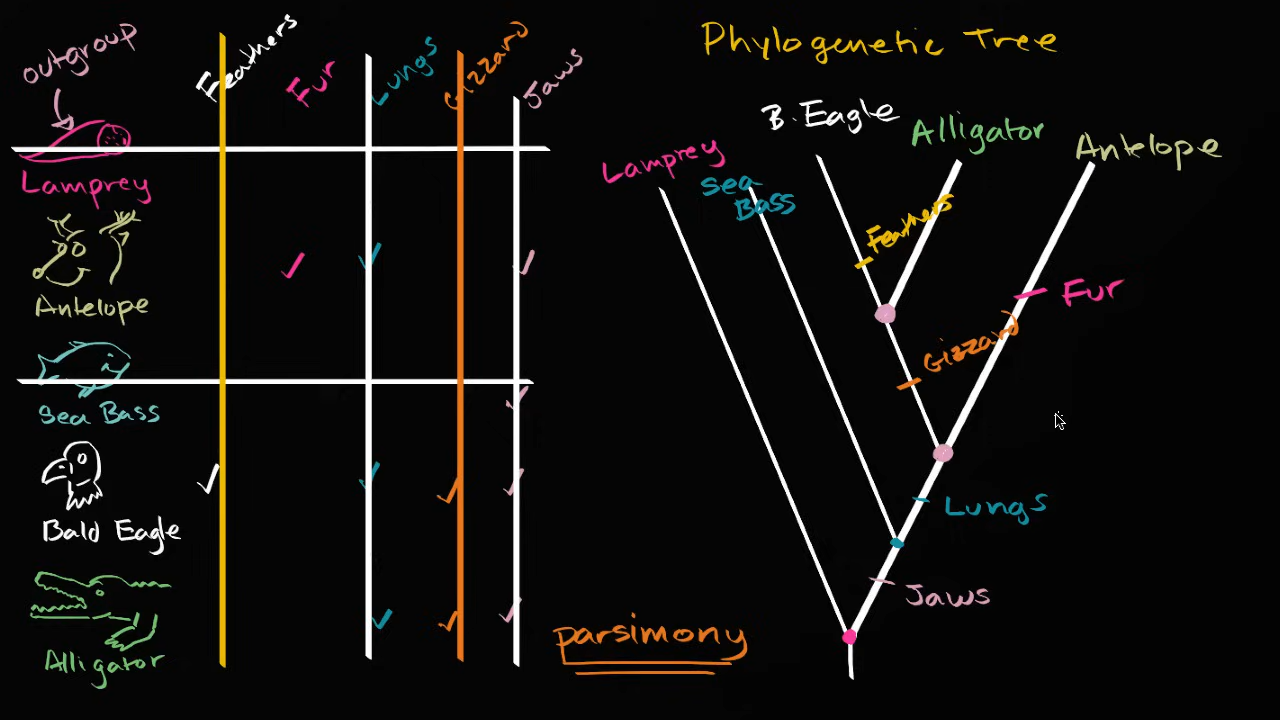 outgroup
Feathers
Fur
Lungs
Gizzard
Jaws
Lamprey
Antelope
Sea Bass
Bald Eagle
Alligator
Phylogenetic Tree
Lamprey
Sea
Bass
B. Eagle
Alligator
Antelope
Feathers
Fur
Gizzard
Lungs
Jaws
parsimony